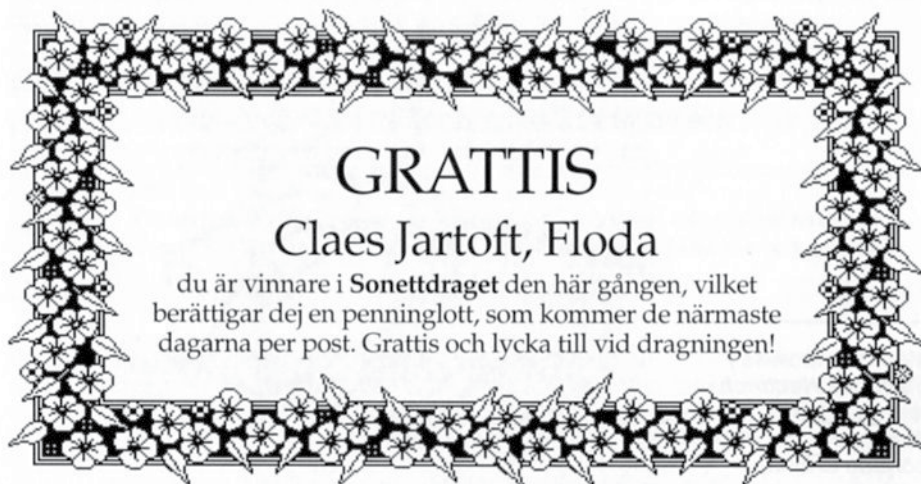 GRATTIS
Claes Jartoft, Floda
du är vinnare i Sonettdraget den här gången, vilket
berättigar dej en penninglott, som kommer de närmaste
dagarna per post. Grattis och lycka till vid dragningen!